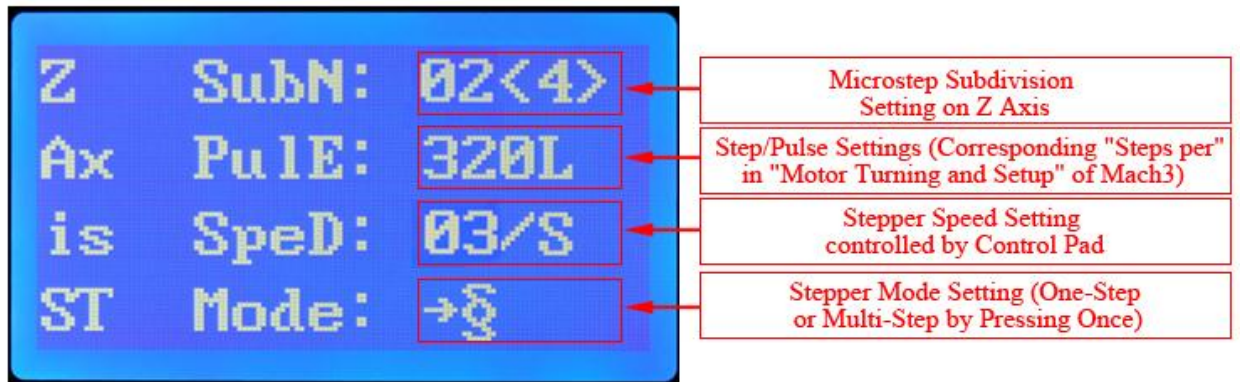 Z SubN: 02<4>
Ax PulE: 320L
is SpeD: 03/S
ST Mode: →§
Microstep Subdivision
Setting on Z Axis
Step/Pulse Settings (Corresponding "Steps per"
in "Motor Turning and Setup" of Mach3)
Stepper Speed Setting
controlled by Control Pad
Stepper Mode Setting (One-Step
or Multi-Step by Pressing Once)